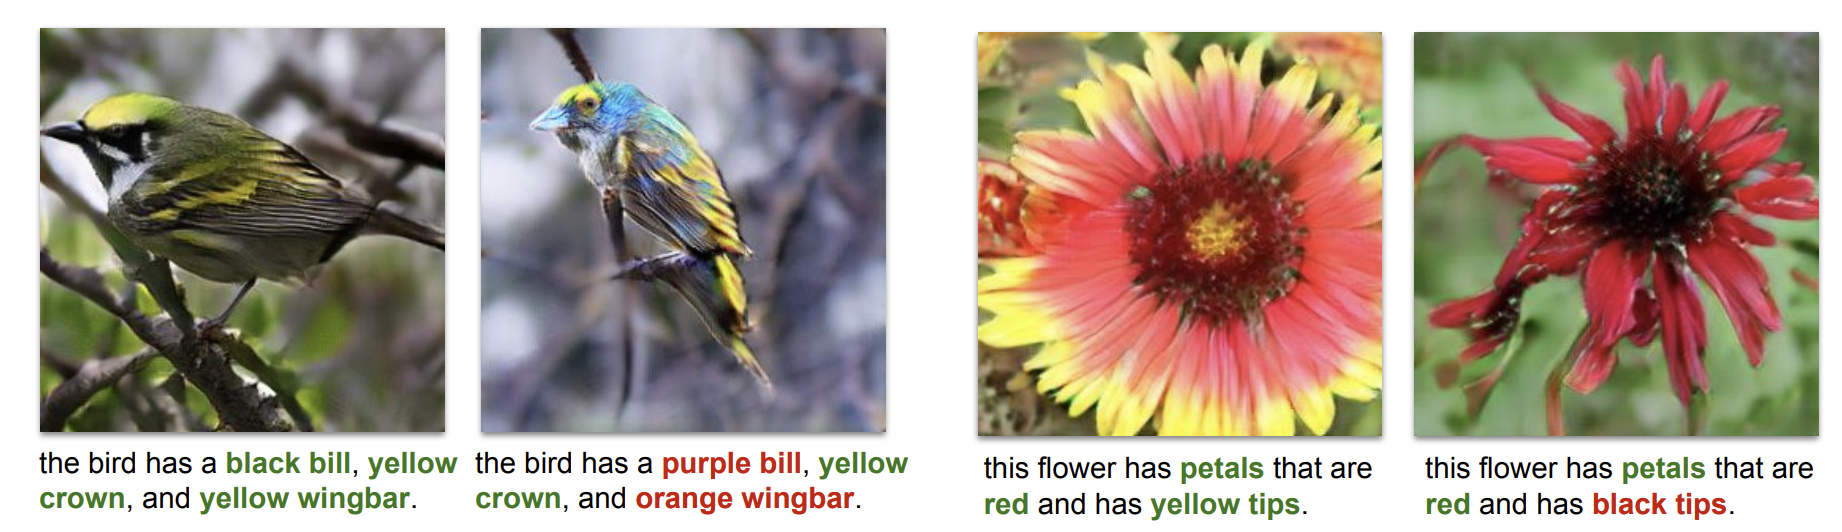 the bird has a black bill, yellow
crown, and yellow wingbar.
the bird has a purple bill, yellow
crown, and orange wingbar.
this flower has petals that are
red and has yellow tips.
this flower has petals that are
red and has black tips.